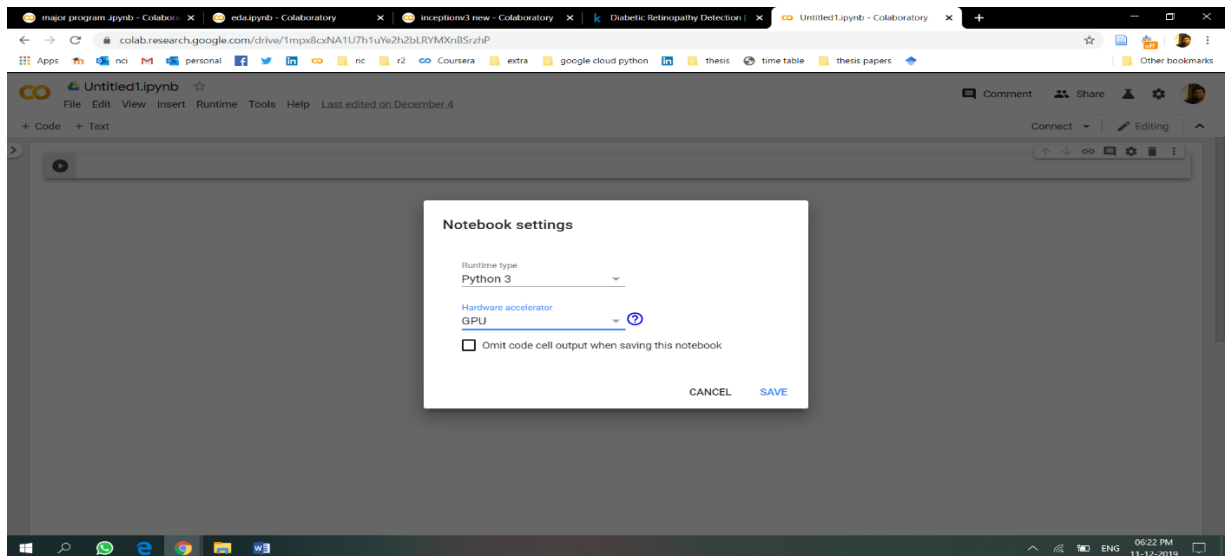 major program .ipynb - Colabora
eda.ipynb - Colaboratory
inceptionv3 new - Colaboratory
Diabetic Retinopathy Detection |
Untitled1.ipynb - Colaboratory
colab.research.google.com/drive/1mpx8cxNA1U7h1uYe2h2bLRYMXnBSrzhP
off
Apps nci personal ric r2 Coursera extra google cloud python thesis time table thesis papers Other bookmarks
Untitled1.ipynb
Comment Share
File Edit View Insert Runtime Tools Help Last edited on December 4
+ Code + Text Connect Editing
Notebook settings
Runtime type
Python 3
Hardware accelerator
GPU
Omit code cell output when saving this notebook
CANCEL SAVE
ENG
06:22 PM
11-12-2019